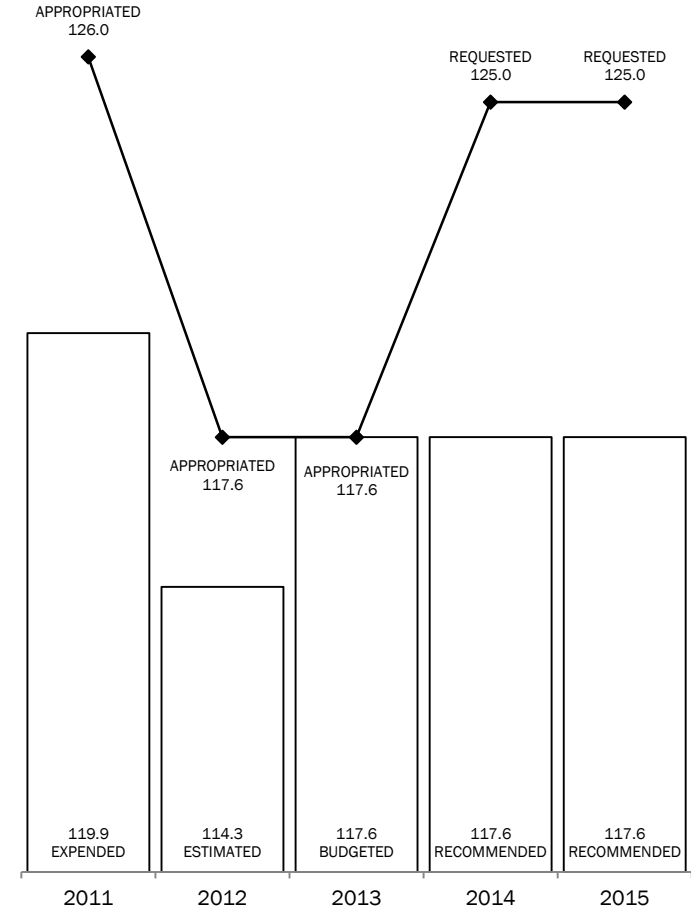 APPROPRIATED
126.0
REQUESTED
125.0
REQUESTED
125.0
APPROPRIATED
117.6
APPROPRIATED
117.6
119.9
EXPENDED
114.3
ESTIMATED
117.6
BUDGETED
117.6
RECOMMENDED
117.6
RECOMMENDED
2011
2012
2013
2014
2015